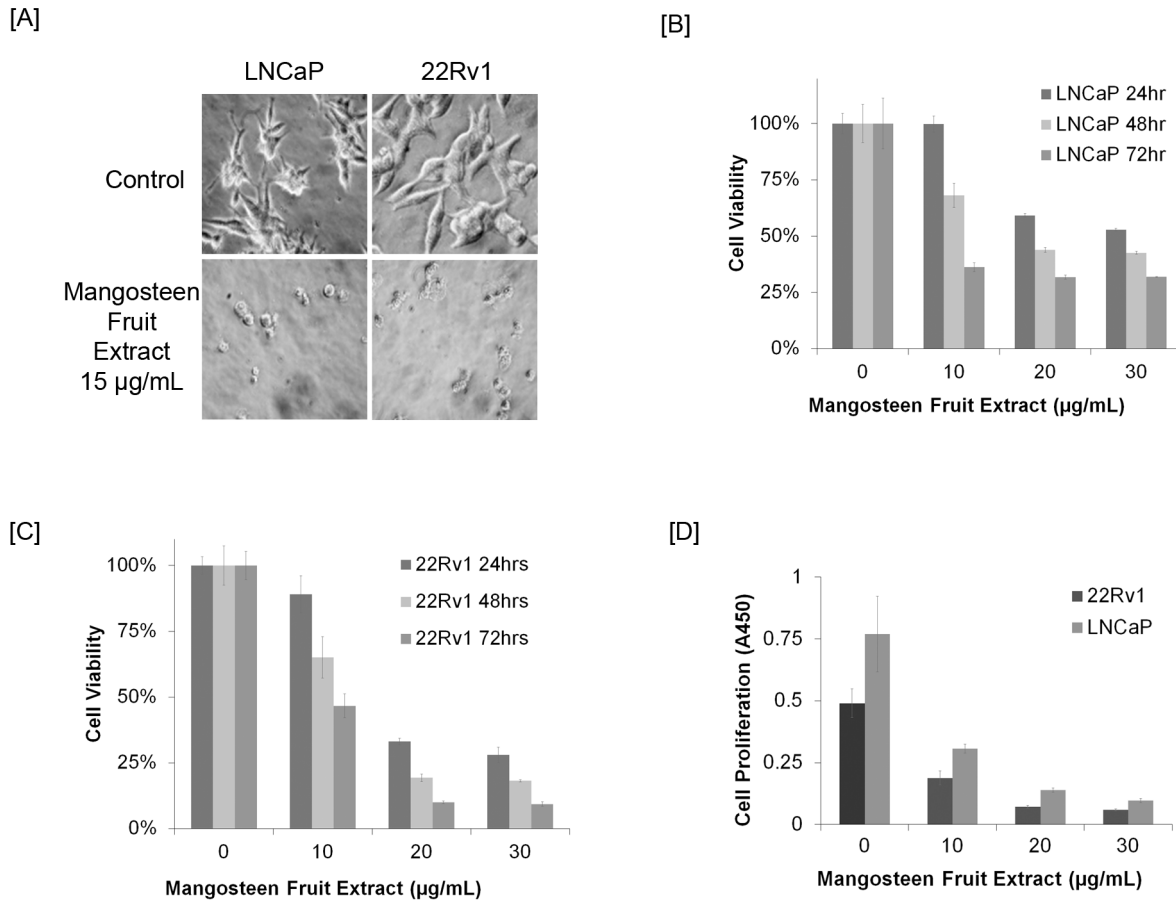 [A]
LNCaP 22Rv1
Control
Mangosteen
Fruit
Extract
15 µg/mL
[B]
LNCaP 24hr
LNCaP 48hr
LNCaP 72hr
100%
75%
50%
25%
0%
Cell Viability
0 10 20 30
Mangosteen Fruit Extract (µg/mL)
[C]
22Rv1 24hrs
22Rv1 48hrs
22Rv1 72hrs
100%
75%
50%
25%
0%
Cell Viability
0 10 20 30
Mangosteen Fruit Extract (µg/mL)
[D]
22Rv1
LNCaP
1
0.75
0.5
0.25
0
Cell Proliferation (A450)
0 10 20 30
Mangosteen Fruit Extract (µg/mL)